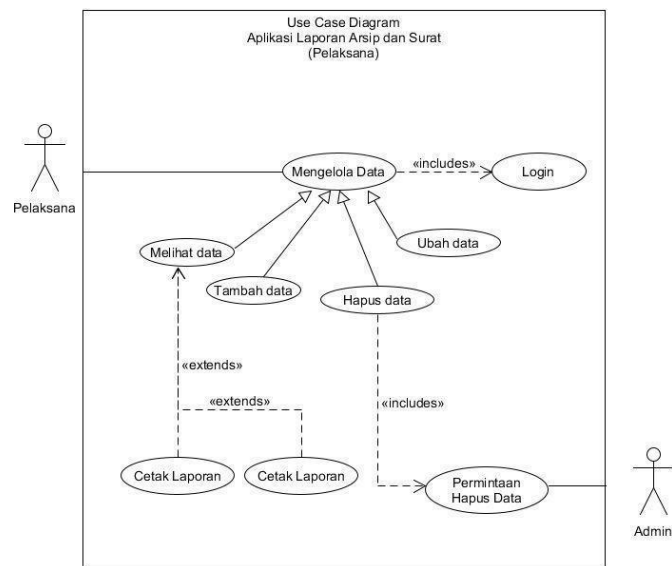 Use Case Diagram
Aplikasi Laporan Arsip dan Surat
(Pelaksana)
Pelaksana
Mengelola Data
«includes»
Login
Melihat data
Ubah data
Tambah data
Hapus data
«extends»
«extends»
«includes»
Cetak Laporan
Cetak Laporan
Permintaan
Hapus Data
Admin